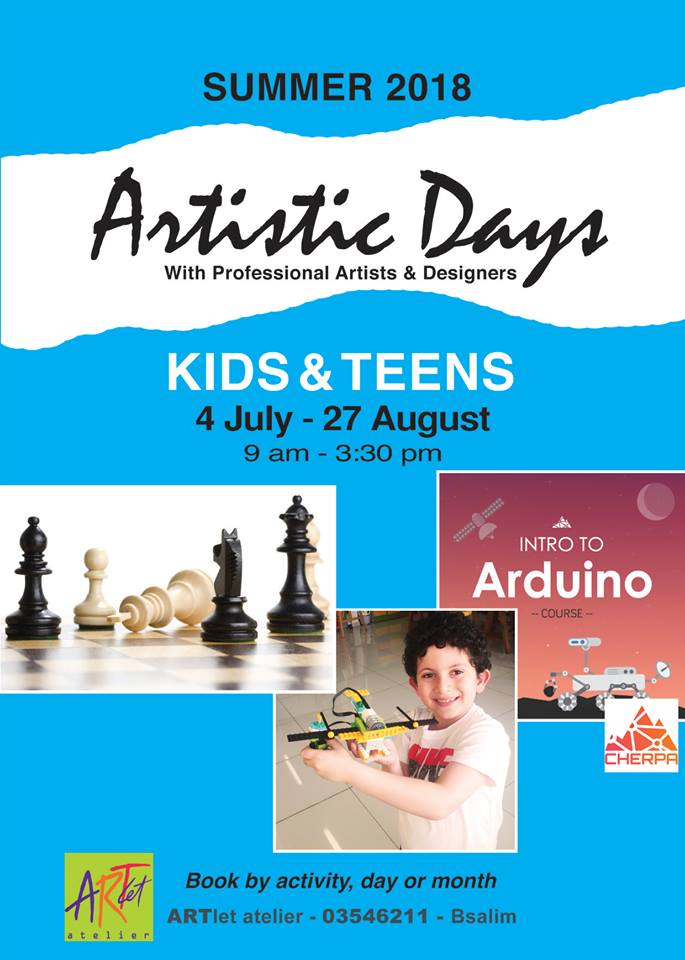 SUMMER 2018
Artistic Days
With Professional Artists & Designers
KIDS & TEENS
4 July - 27 August
9 am - 3:30 pm
INTRO TO
Arduino
-- COURSE --
CHERPA
ARTlet
atelier
Book by activity, day or month
ARTlet atelier - 03546211 - Bsalim